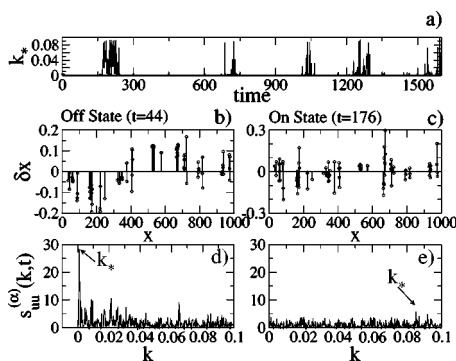 a)
k*
0.08
0.04
0
0 300 600 900 1200 1500
time
Off State (t=44) b) On State (t=176) c)
δx
0.2 0.3
0.1
0 0
-0.1
-0.2 -0.2
0 200 400 600 800 1000 0 200 400 600 800 1000
x x
s_uu^(α)(k,t)
30 d) 30 e)
k* k*
20 20
10 10
0 0
0 0.02 0.04 0.06 0.08 0.1 0 0.02 0.04 0.06 0.08 0.1
k k